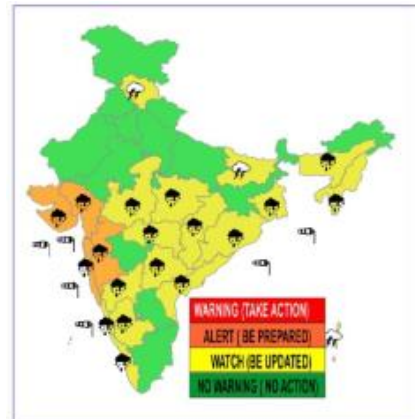 WARNING (TAKE ACTION)
ALERT ( BE PREPARED)
WATCH (BE UPDATED)
NO WARNING ( NO ACTION)